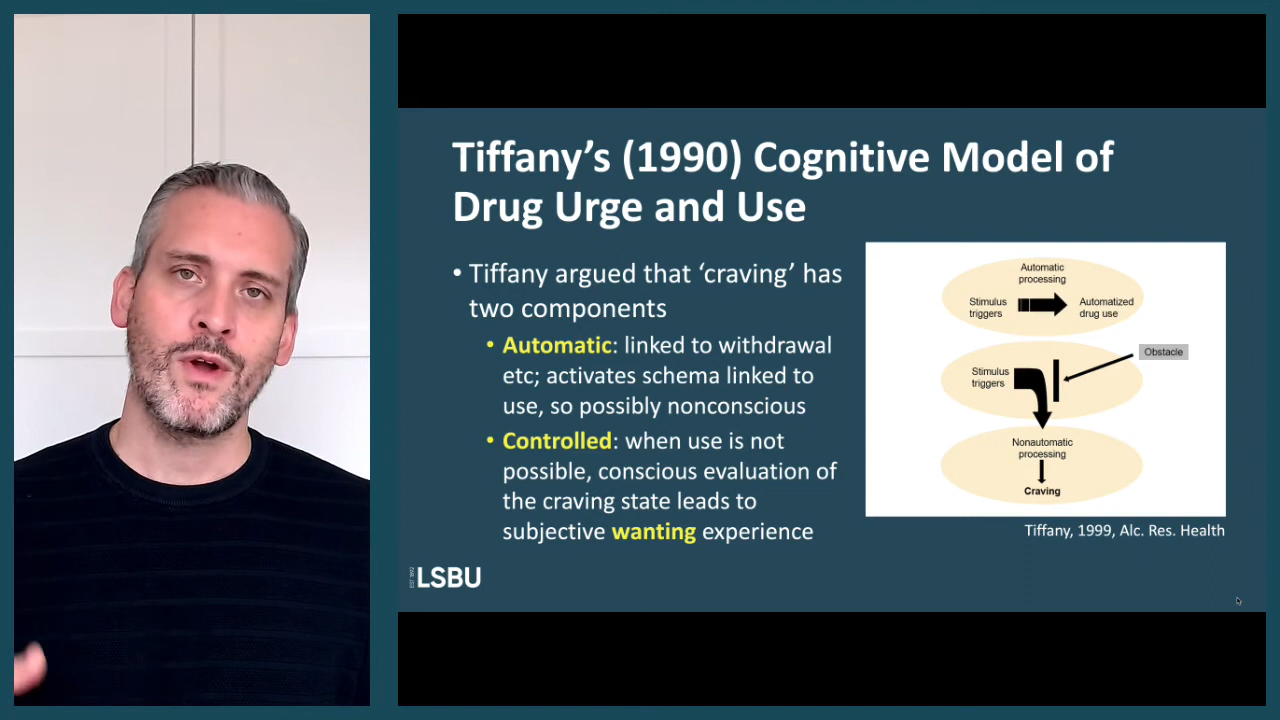 Tiffany's (1990) Cognitive Model of
Drug Urge and Use
• Tiffany argued that 'craving' has
two components
• Automatic: linked to withdrawal
etc; activates schema linked to
use, so possibly nonconscious
• Controlled: when use is not
possible, conscious evaluation of
the craving state leads to
subjective wanting experience
Automatic
processing
Stimulus
triggers
Automatized
drug use
Obstacle
Stimulus
triggers
Nonautomatic
processing
Craving
Tiffany, 1999, Alc. Res. Health
EST 1892
LSBU